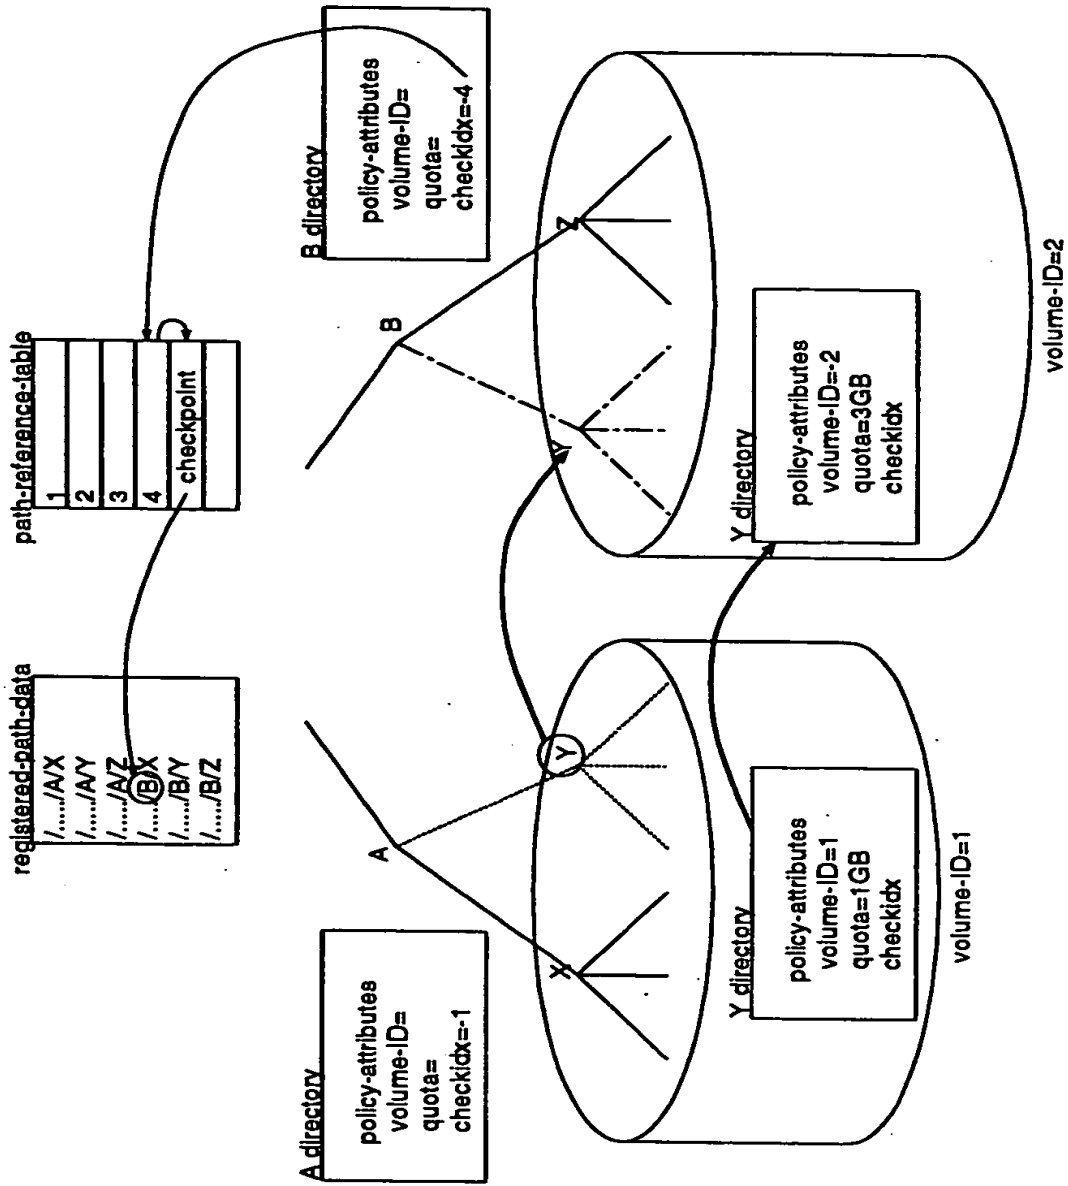 registered-path-data
/...../A/X
/...../A/Y
/...../A/Z
/...../B/X
/...../B/Y
/...../B/Z
path-reference-table
1
2
3
4
checkpoint
A directory
policy-attributes
volume-ID=
quota=
checkidx=-1
B directory
policy-attributes
volume-ID=
quota=
checkidx=-4
A
B
X
Y
Y
Z
Y directory
policy-attributes
volume-ID=1
quota=1GB
checkidx
Y directory
policy-attributes
volume-ID=-2
quota=3GB
checkidx
volume-ID=1
volume-ID=2